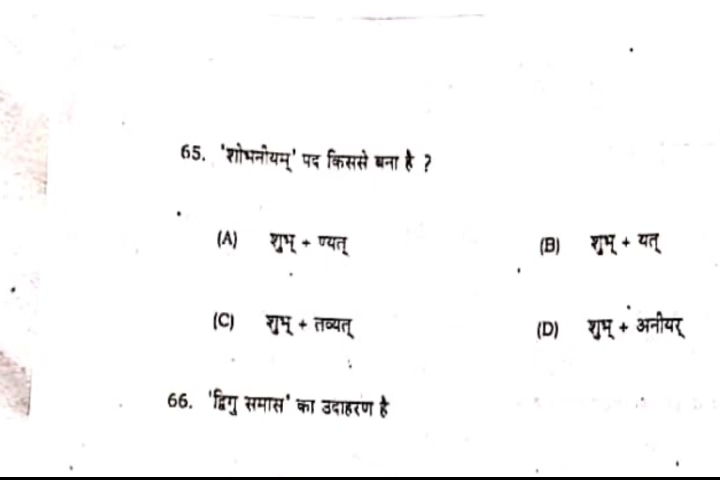 65. 'शोभनीयम्' पद किससे बना है ?
(A) शुभ् + ण्यत् (B) शुभ् + यत्
(C) शुभ् + तव्यत् (D) शुभ् + अनीयर्
66. 'द्विगु समास' का उदाहरण है